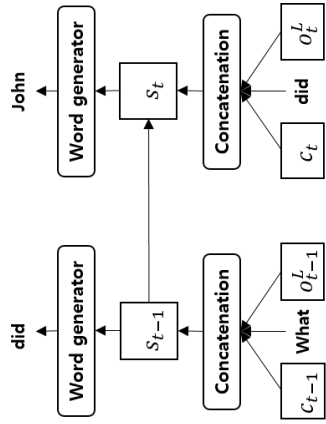 did
John
Word generator
Word generator
s_{t-1}
s_t
Concatenation
Concatenation
c_{t-1}
What
o^L_{t-1}
c_t
did
o^L_t